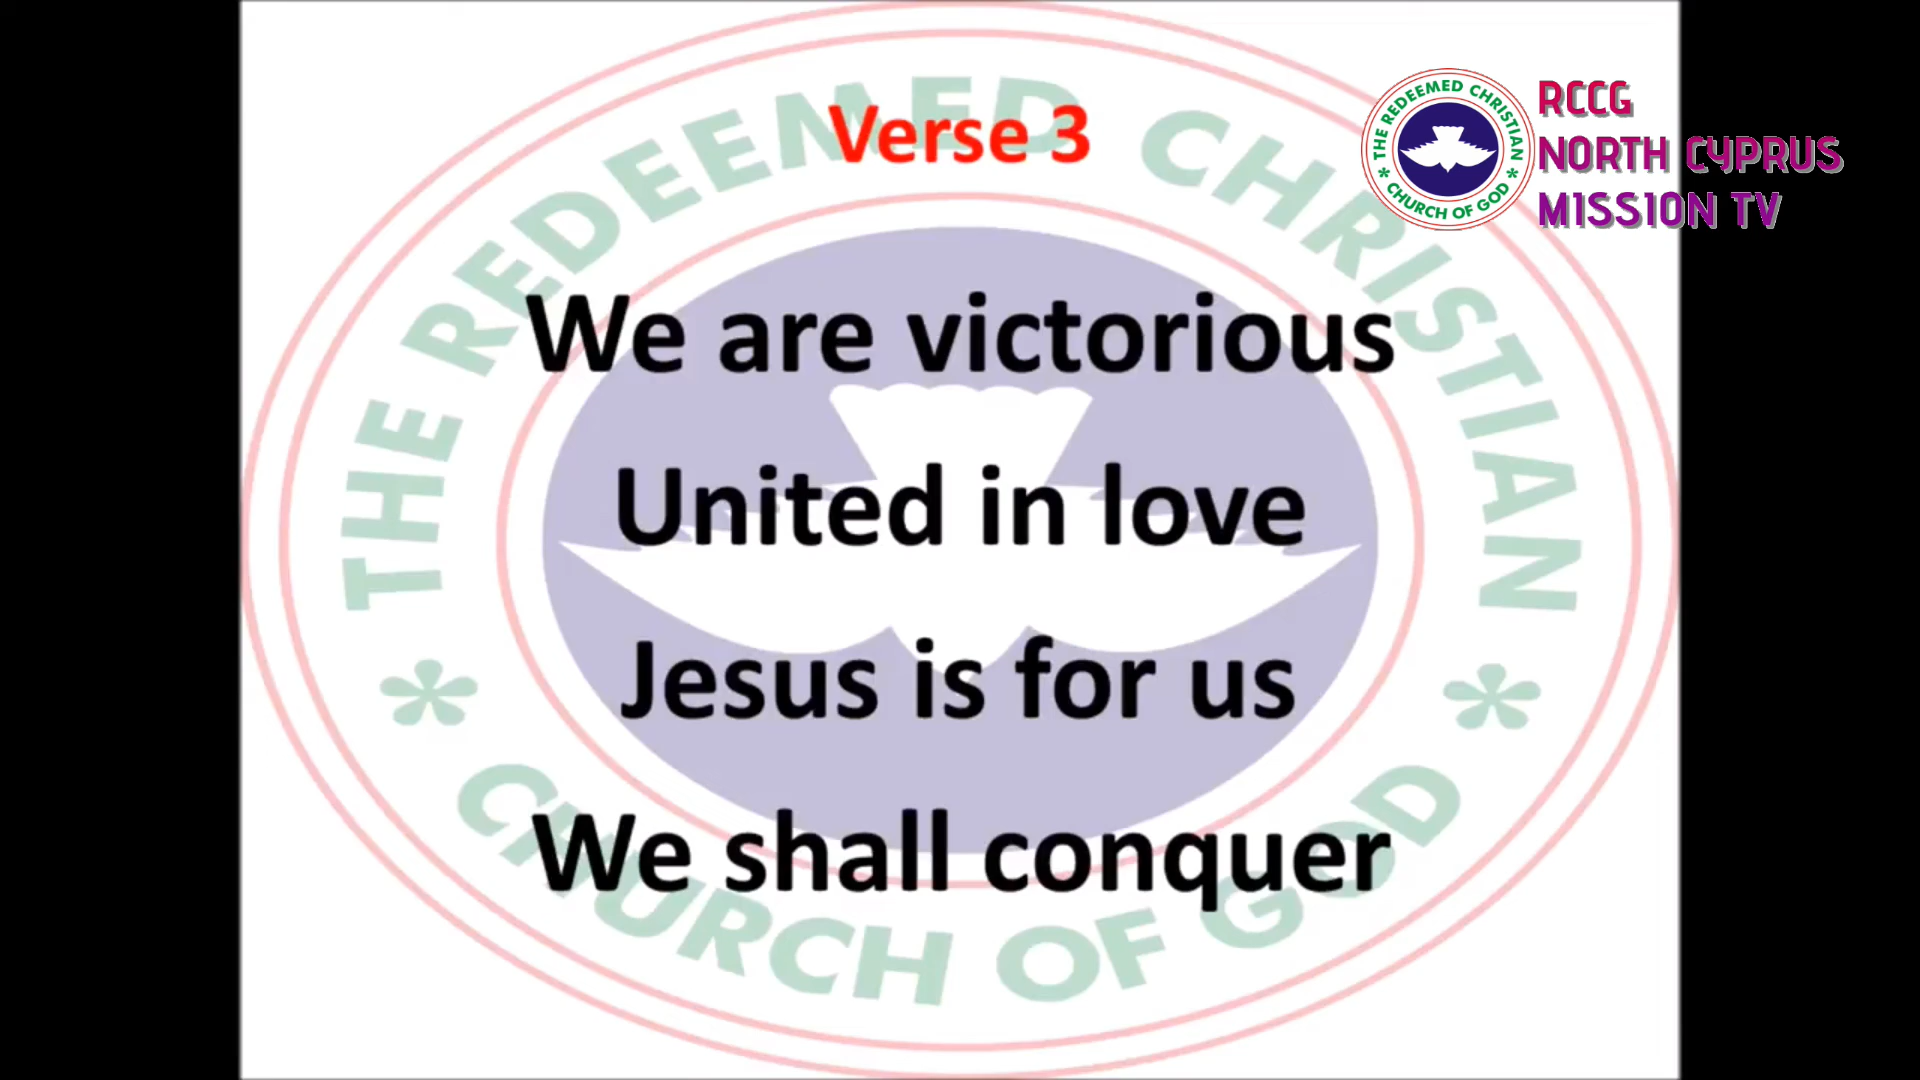 THE REDEEMED CHRISTIAN
CHURCH OF GOD
Verse 3
We are victorious
United in love
Jesus is for us
We shall conquer
THE REDEEMED CHRISTIAN
CHURCH OF GOD
RCCG
NORTH CYPRUS
MISSION TV